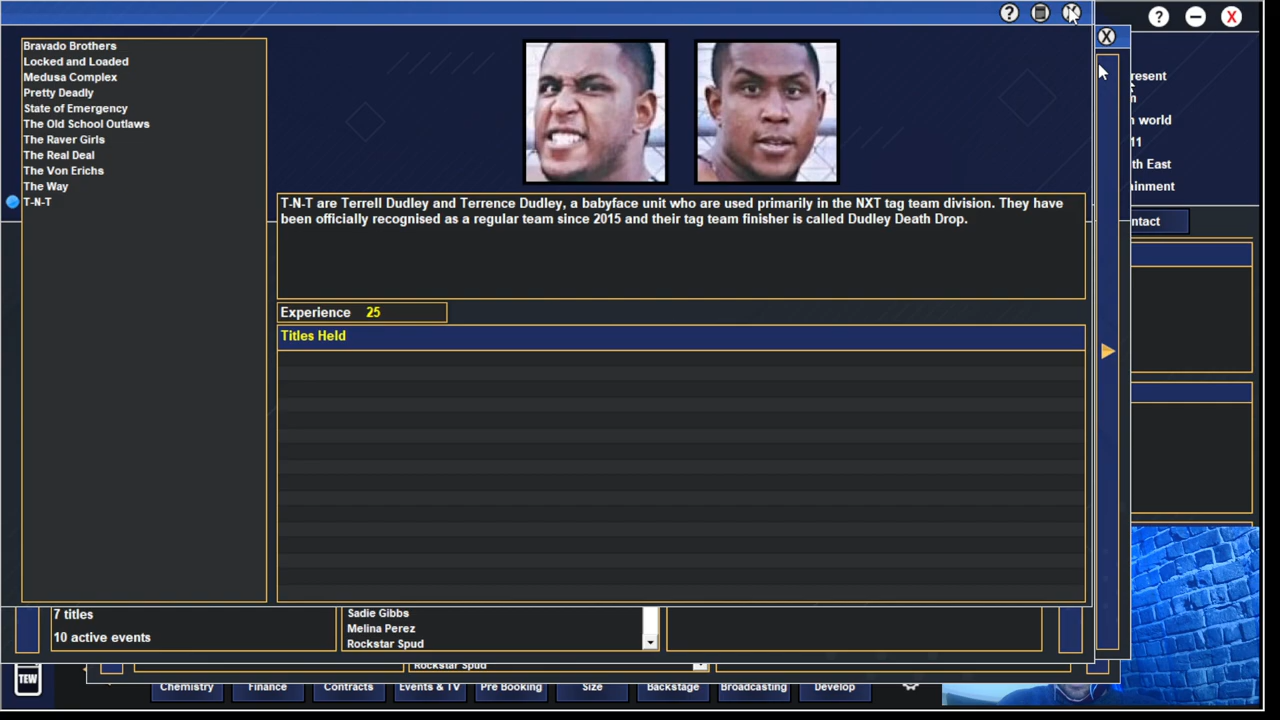 Bravado Brothers
Locked and Loaded
Medusa Complex
Pretty Deadly
State of Emergency
The Old School Outlaws
The Raver Girls
The Real Deal
The Von Erichs
The Way
T-N-T
T-N-T are Terrell Dudley and Terrence Dudley, a babyface unit who are used primarily in the NXT tag team division. They have
been officially recognised as a regular team since 2015 and their tag team finisher is called Dudley Death Drop.
Experience 25
Titles Held
? X
? X
resent
world
11
th East
inment
ntact
7 titles
10 active events
Sadie Gibbs
Melina Perez
Rockstar Spud
Rockstar Spud
TEW
Chemistry
Finance
Contracts
Events & TV
Pre Booking
Size
Backstage
Broadcasting
Develop